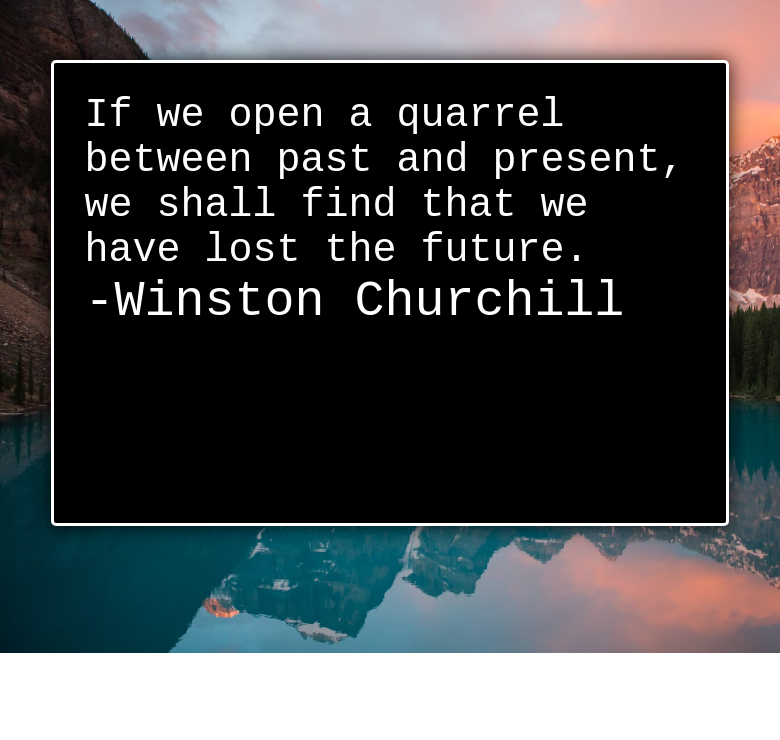 If we open a quarrel
between past and present,
we shall find that we
have lost the future.
-Winston Churchill